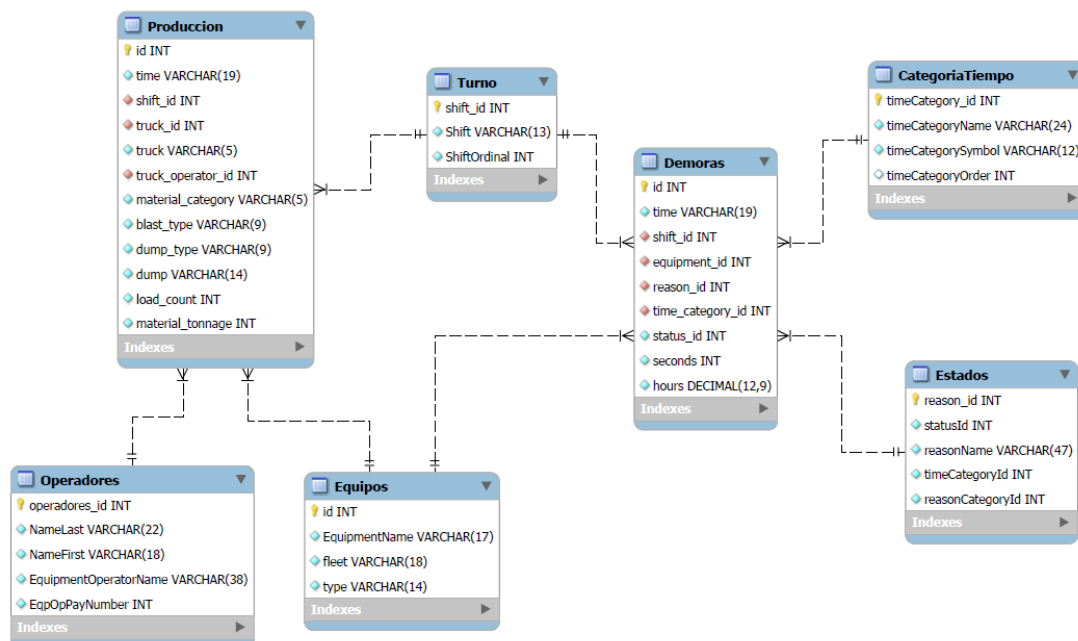 Produccion
id INT
time VARCHAR(19)
shift_id INT
truck_id INT
truck VARCHAR(5)
truck_operator_id INT
material_category VARCHAR(5)
blast_type VARCHAR(9)
dump_type VARCHAR(9)
dump VARCHAR(14)
load_count INT
material_tonnage INT
Indexes
Turno
shift_id INT
Shift VARCHAR(13)
ShiftOrdinal INT
Indexes
CategoriaTiempo
timeCategory_id INT
timeCategoryName VARCHAR(24)
timeCategorySymbol VARCHAR(12)
timeCategoryOrder INT
Indexes
Demoras
id INT
time VARCHAR(19)
shift_id INT
equipment_id INT
reason_id INT
time_category_id INT
status_id INT
seconds INT
hours DECIMAL(12,9)
Indexes
Estados
reason_id INT
statusId INT
reasonName VARCHAR(47)
timeCategoryId INT
reasonCategoryId INT
Indexes
Operadores
operadores_id INT
NameLast VARCHAR(22)
NameFirst VARCHAR(18)
EquipmentOperatorName VARCHAR(38)
EqpOpPayNumber INT
Indexes
Equipos
id INT
EquipmentName VARCHAR(17)
fleet VARCHAR(18)
type VARCHAR(14)
Indexes